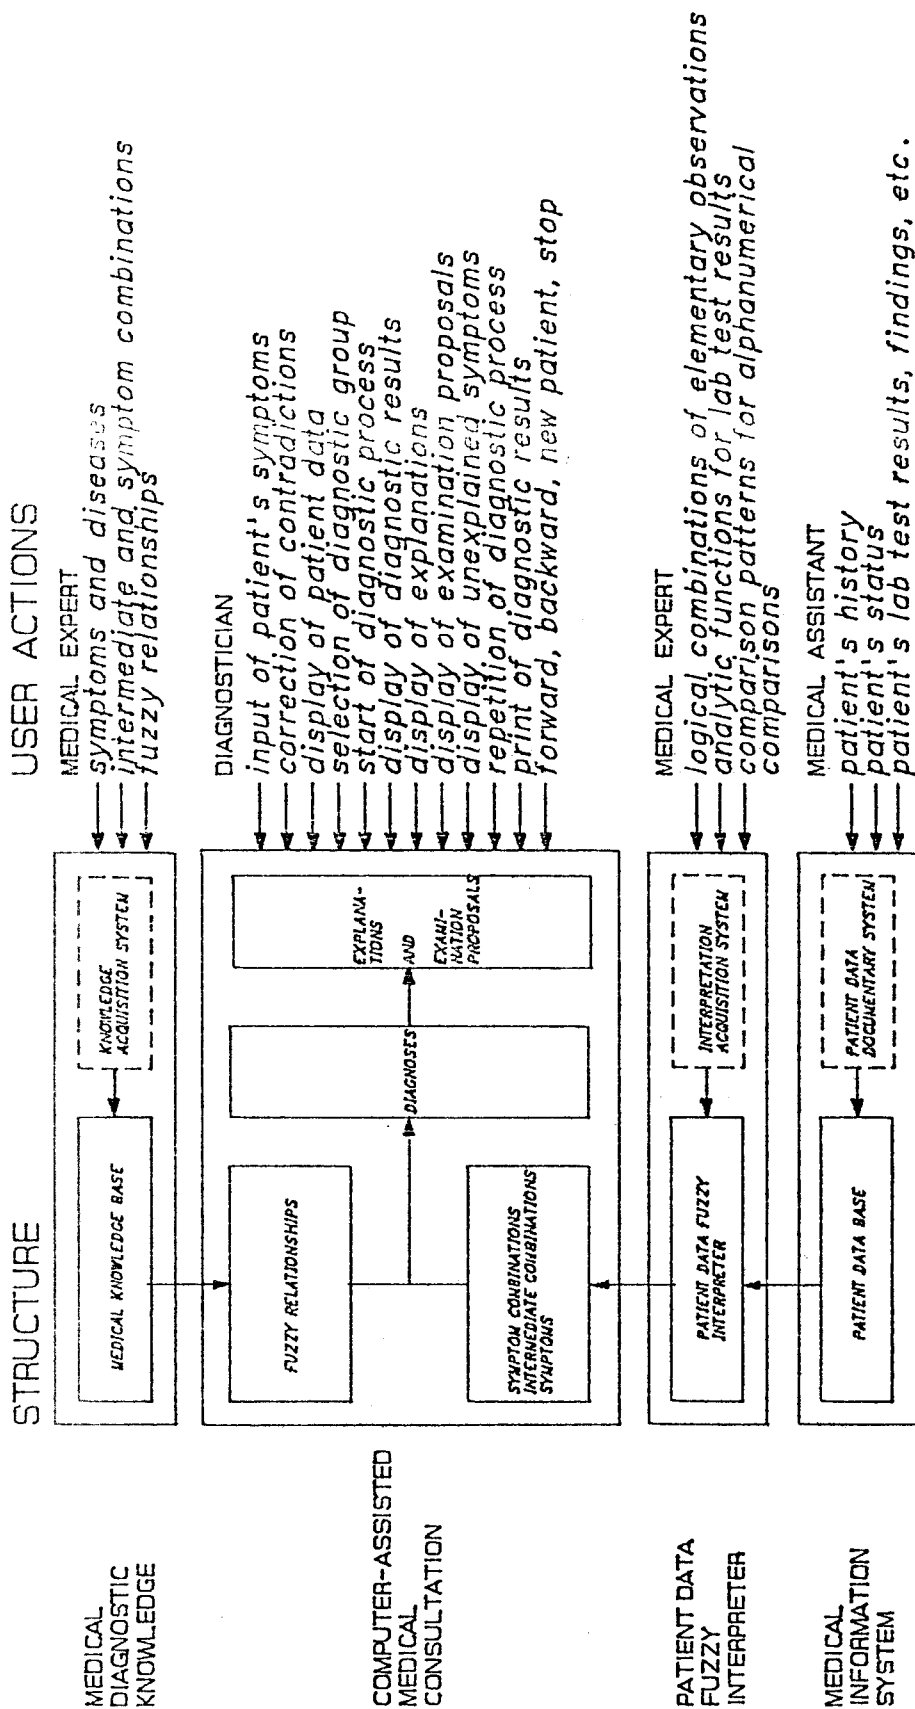 STRUCTURE
USER ACTIONS
MEDICAL
DIAGNOSTIC
KNOWLEDGE
MEDICAL KNOWLEDGE BASE
KNOWLEDGE
ACQUISITION SYSTEM
MEDICAL EXPERT
symptoms and diseases
intermediate and symptom combinations
fuzzy relationships
COMPUTER-ASSISTED
MEDICAL
CONSULTATION
FUZZY RELATIONSHIPS
SYMPTOM COMBINATIONS
INTERMEDIATE COMBINATIONS
SYMPTOMS
DIAGNOSES
EXPLANA-
TIONS
AND
EXAMI-
NATION
PROPOSALS
DIAGNOSTICIAN
input of patient's symptoms
correction of contradictions
display of patient data
selection of diagnostic group
start of diagnostic process
display of diagnostic results
display of explanations
display of examination proposals
display of unexplained symptoms
repetition of diagnostic process
print of diagnostic results
forward, backward, new patient, stop
PATIENT DATA
FUZZY
INTERPRETER
PATIENT DATA FUZZY
INTERPRETER
INTERPRETATION
ACQUISITION SYSTEM
MEDICAL EXPERT
logical combinations of elementary observations
analytic functions for lab test results
comparison patterns for alphanumerical
comparisons
MEDICAL
INFORMATION
SYSTEM
PATIENT DATA BASE
PATIENT DATA
DOCUMENTARY SYSTEM
MEDICAL ASSISTANT
patient's history
patient's status
patient's lab test results, findings, etc.